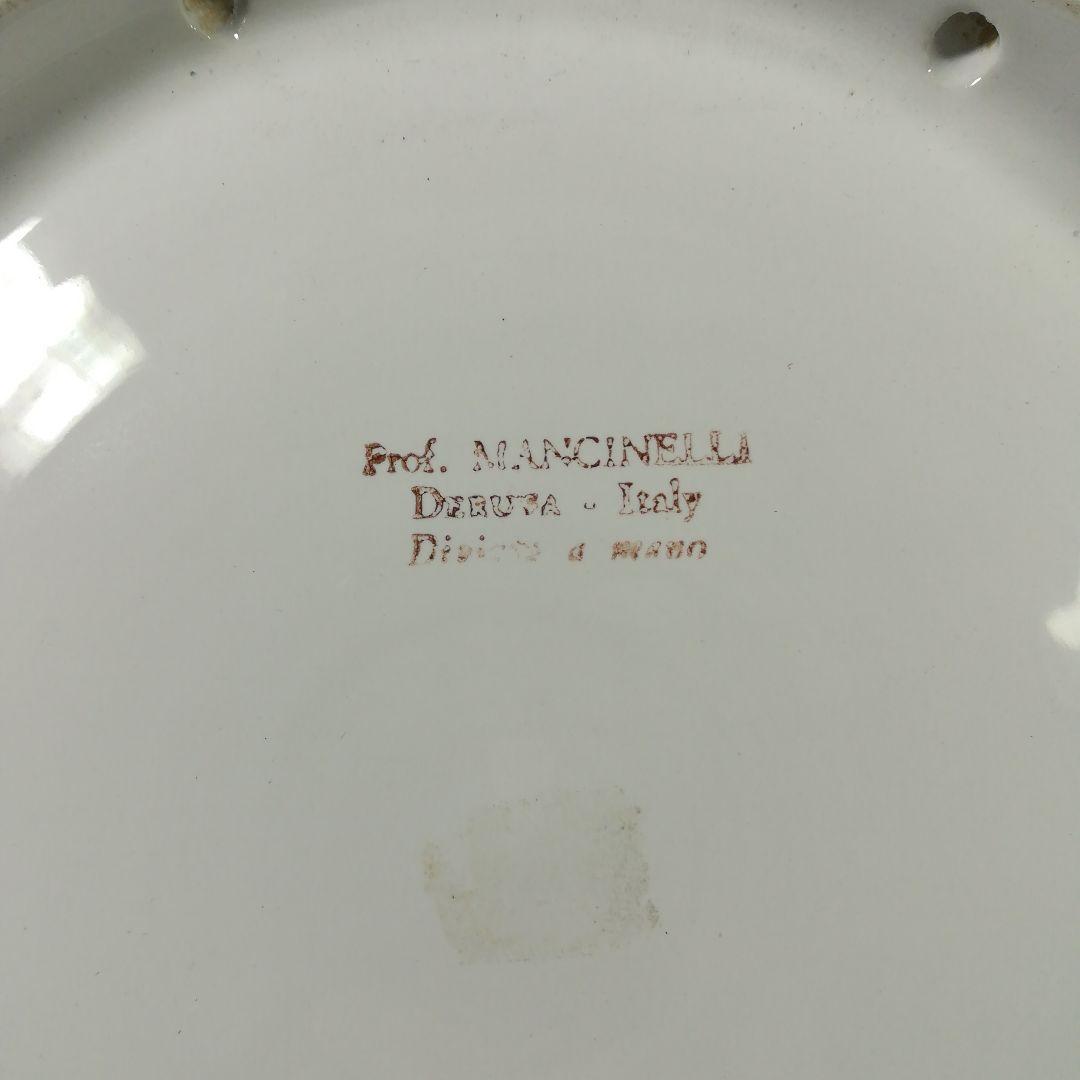 Prof. MANCINELLI
DERUTA - Italy
Dipinto a mano